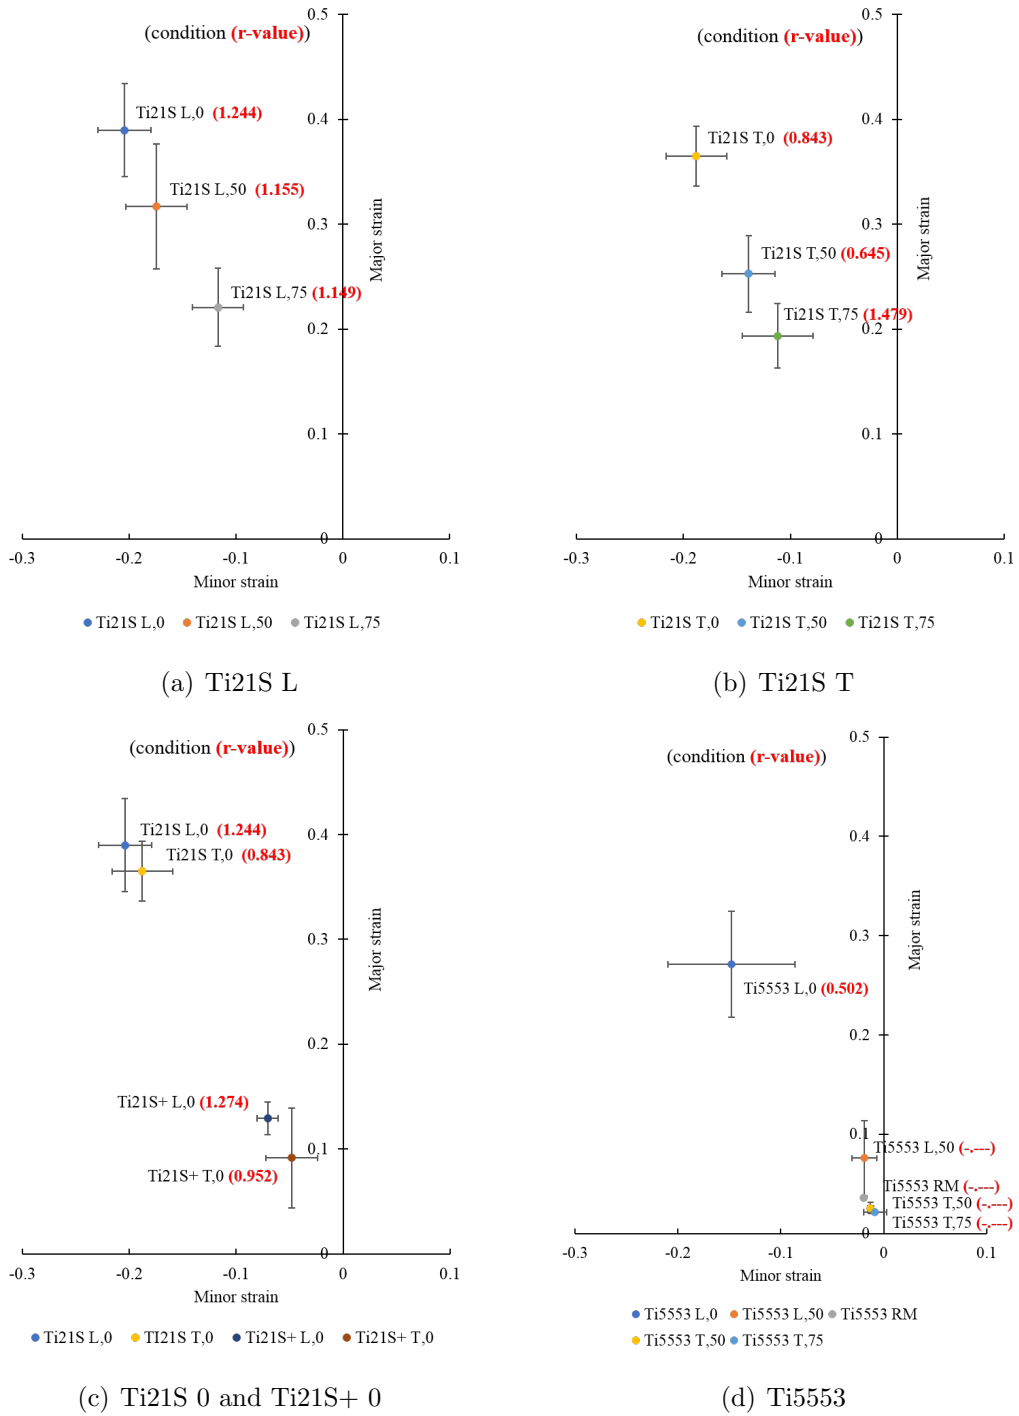 (condition (r-value))
0.5
Ti21S L,0 (1.244)
0.4
Ti21S L,50 (1.155)
0.3
Major strain
Ti21S L,75 (1.149)
0.2
0.1
0
-0.3 -0.2 -0.1 0 0.1
Minor strain
Ti21S L,0 Ti21S L,50 Ti21S L,75
(a) Ti21S L
(condition (r-value))
0.5
0.4
Ti21S T,0 (0.843)
0.3
Major strain
Ti21S T,50 (0.645)
Ti21S T,75 (1.479)
0.2
0.1
0
-0.3 -0.2 -0.1 0 0.1
Minor strain
Ti21S T,0 Ti21S T,50 Ti21S T,75
(b) Ti21S T
0.5
(condition (r-value))
Ti21S L,0 (1.244)
0.4
Ti21S T,0 (0.843)
0.3
Major strain
0.2
Ti21S+ L,0 (1.274)
0.1
Ti21S+ T,0 (0.952)
0
-0.3 -0.2 -0.1 0 0.1
Minor strain
Ti21S L,0 TI21S T,0 Ti21S+ L,0 Ti21S+ T,0
(c) Ti21S 0 and Ti21S+ 0
0.5
(condition (r-value))
0.4
0.3
Major strain
Ti5553 L,0 (0.502)
0.2
0.1
Ti5553 L,50 (-.---)
Ti5553 RM (-.---)
Ti5553 T,50 (-.---)
Ti5553 T,75 (-.---)
0
-0.3 -0.2 -0.1 0 0.1
Minor strain
Ti5553 L,0 Ti5553 L,50 Ti5553 RM
Ti5553 T,50 Ti5553 T,75
(d) Ti5553